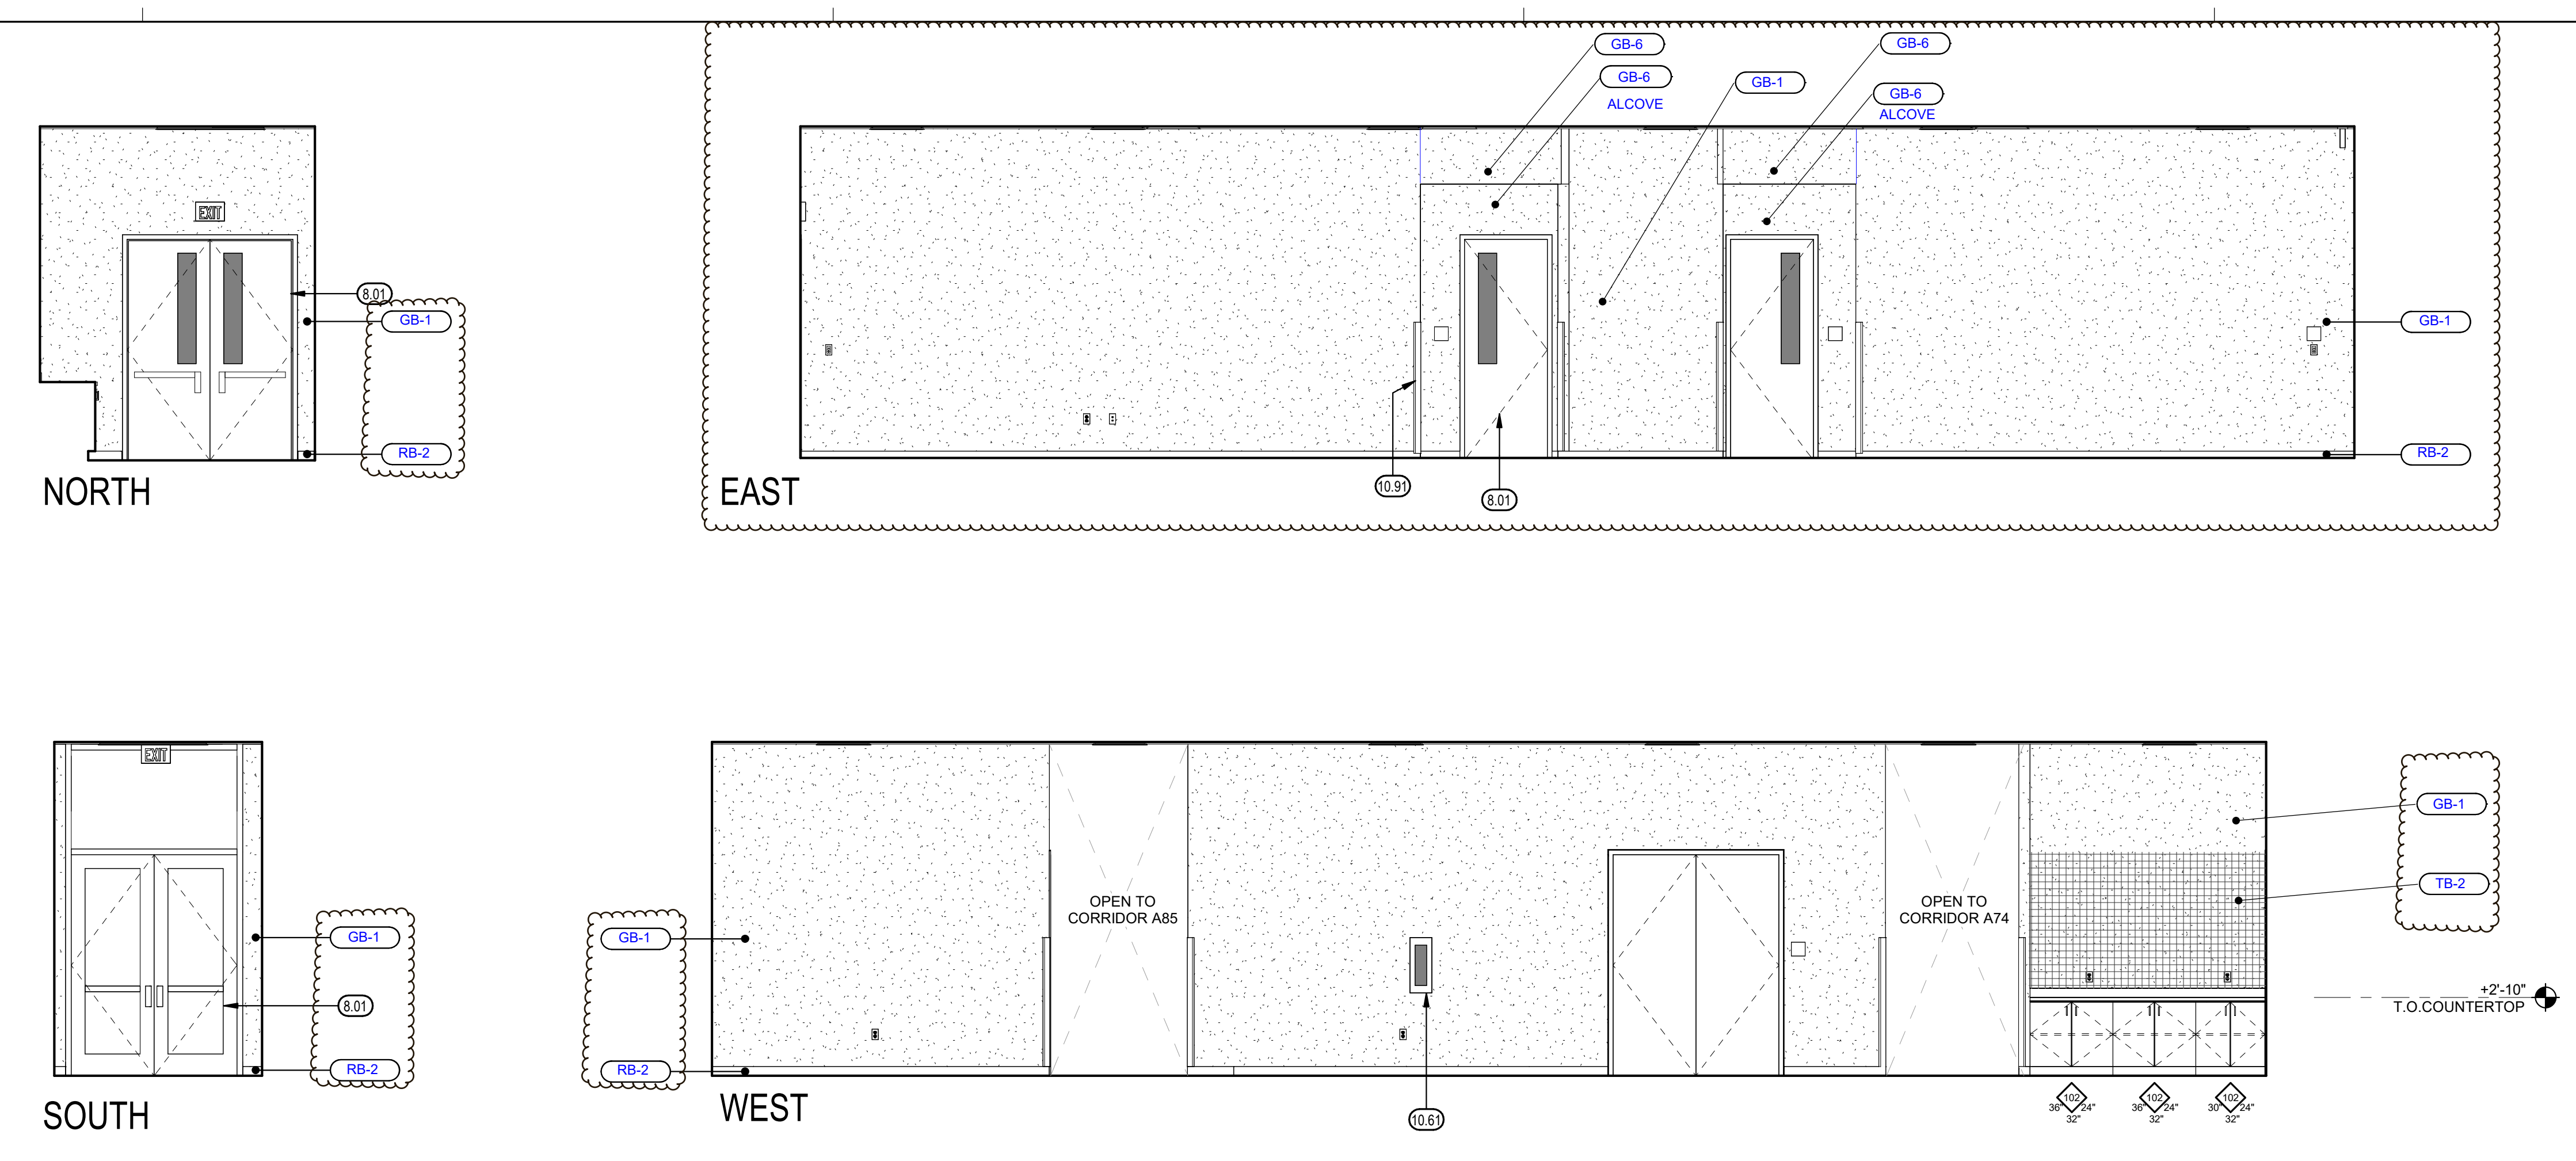 GB-6
GB-6
ALCOVE
GB-1
GB-6
GB-6
ALCOVE
EXIT
8.01
GB-1
RB-2
NORTH
GB-1
RB-2
10.91
8.01
EAST
EXIT
GB-1
8.01
RB-2
SOUTH
GB-1
RB-2
OPEN TO
CORRIDOR A85
OPEN TO
CORRIDOR A74
GB-1
TB-2
+2'-10"
T.O.COUNTERTOP
WEST
10.61
102
36" 24"
32"
102
36" 24"
32"
102
30" 24"
32"